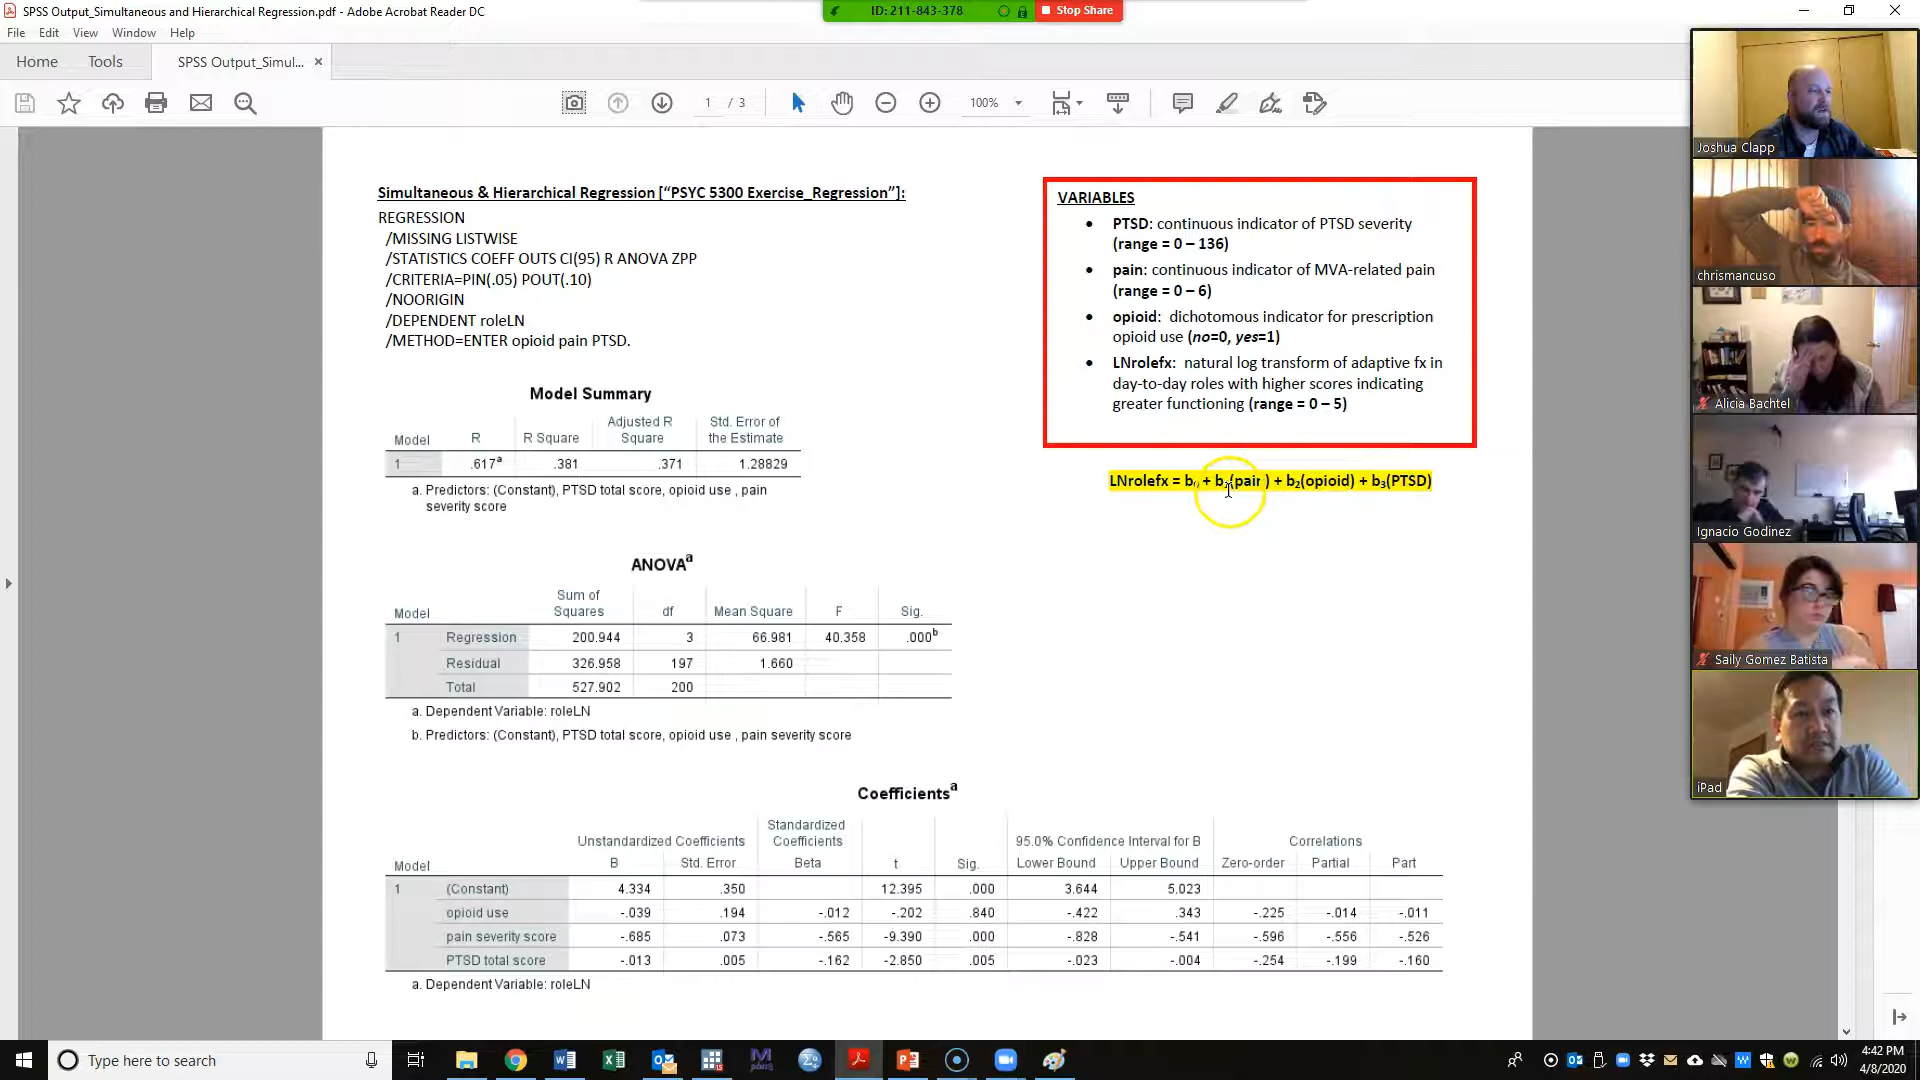 SPSS Output_Simultaneous and Hierarchical Regression.pdf - Adobe Acrobat Reader DC
ID: 211-843-378
Stop Share
File Edit View Window Help
Home Tools SPSS Output_Simul... ×
1 / 3
100%
Simultaneous & Hierarchical Regression ["PSYC 5300 Exercise_Regression"]:
REGRESSION
/MISSING LISTWISE
/STATISTICS COEFF OUTS CI(95) R ANOVA ZPP
/CRITERIA=PIN(.05) POUT(.10)
/NOORIGIN
/DEPENDENT roleLN
/METHOD=ENTER opioid pain PTSD.
VARIABLES
• PTSD: continuous indicator of PTSD severity
(range = 0 – 136)
• pain: continuous indicator of MVA-related pain
(range = 0 – 6)
• opioid: dichotomous indicator for prescription
opioid use (no=0, yes=1)
• LNrolefx: natural log transform of adaptive fx in
day-to-day roles with higher scores indicating
greater functioning (range = 0 – 5)
LNrolefx = b₀ + b₁(pain) + b₂(opioid) + b₃(PTSD)
Model Summary
Model R R Square Adjusted R Square Std. Error of the Estimate
1 .617a .381 .371 1.28829
a. Predictors: (Constant), PTSD total score, opioid use , pain
severity score
ANOVAa
Model Sum of Squares df Mean Square F Sig.
1 Regression 200.944 3 66.981 40.358 .000b
Residual 326.958 197 1.660
Total 527.902 200
a. Dependent Variable: roleLN
b. Predictors: (Constant), PTSD total score, opioid use , pain severity score
Coefficientsa
Unstandardized Coefficients Standardized Coefficients 95.0% Confidence Interval for B Correlations
Model B Std. Error Beta t Sig. Lower Bound Upper Bound Zero-order Partial Part
1 (Constant) 4.334 .350 12.395 .000 3.644 5.023
opioid use -.039 .194 -.012 -.202 .840 -.422 .343 -.225 -.014 -.011
pain severity score -.685 .073 -.565 -9.390 .000 -.828 -.541 -.596 -.556 -.526
PTSD total score -.013 .005 -.162 -2.850 .005 -.023 -.004 -.254 -.199 -.160
a. Dependent Variable: roleLN
Joshua Clapp
chrismancuso
Alicia Bachtel
Ignacio Godinez
Saily Gomez Batista
iPad
Type here to search
4:42 PM
4/8/2020